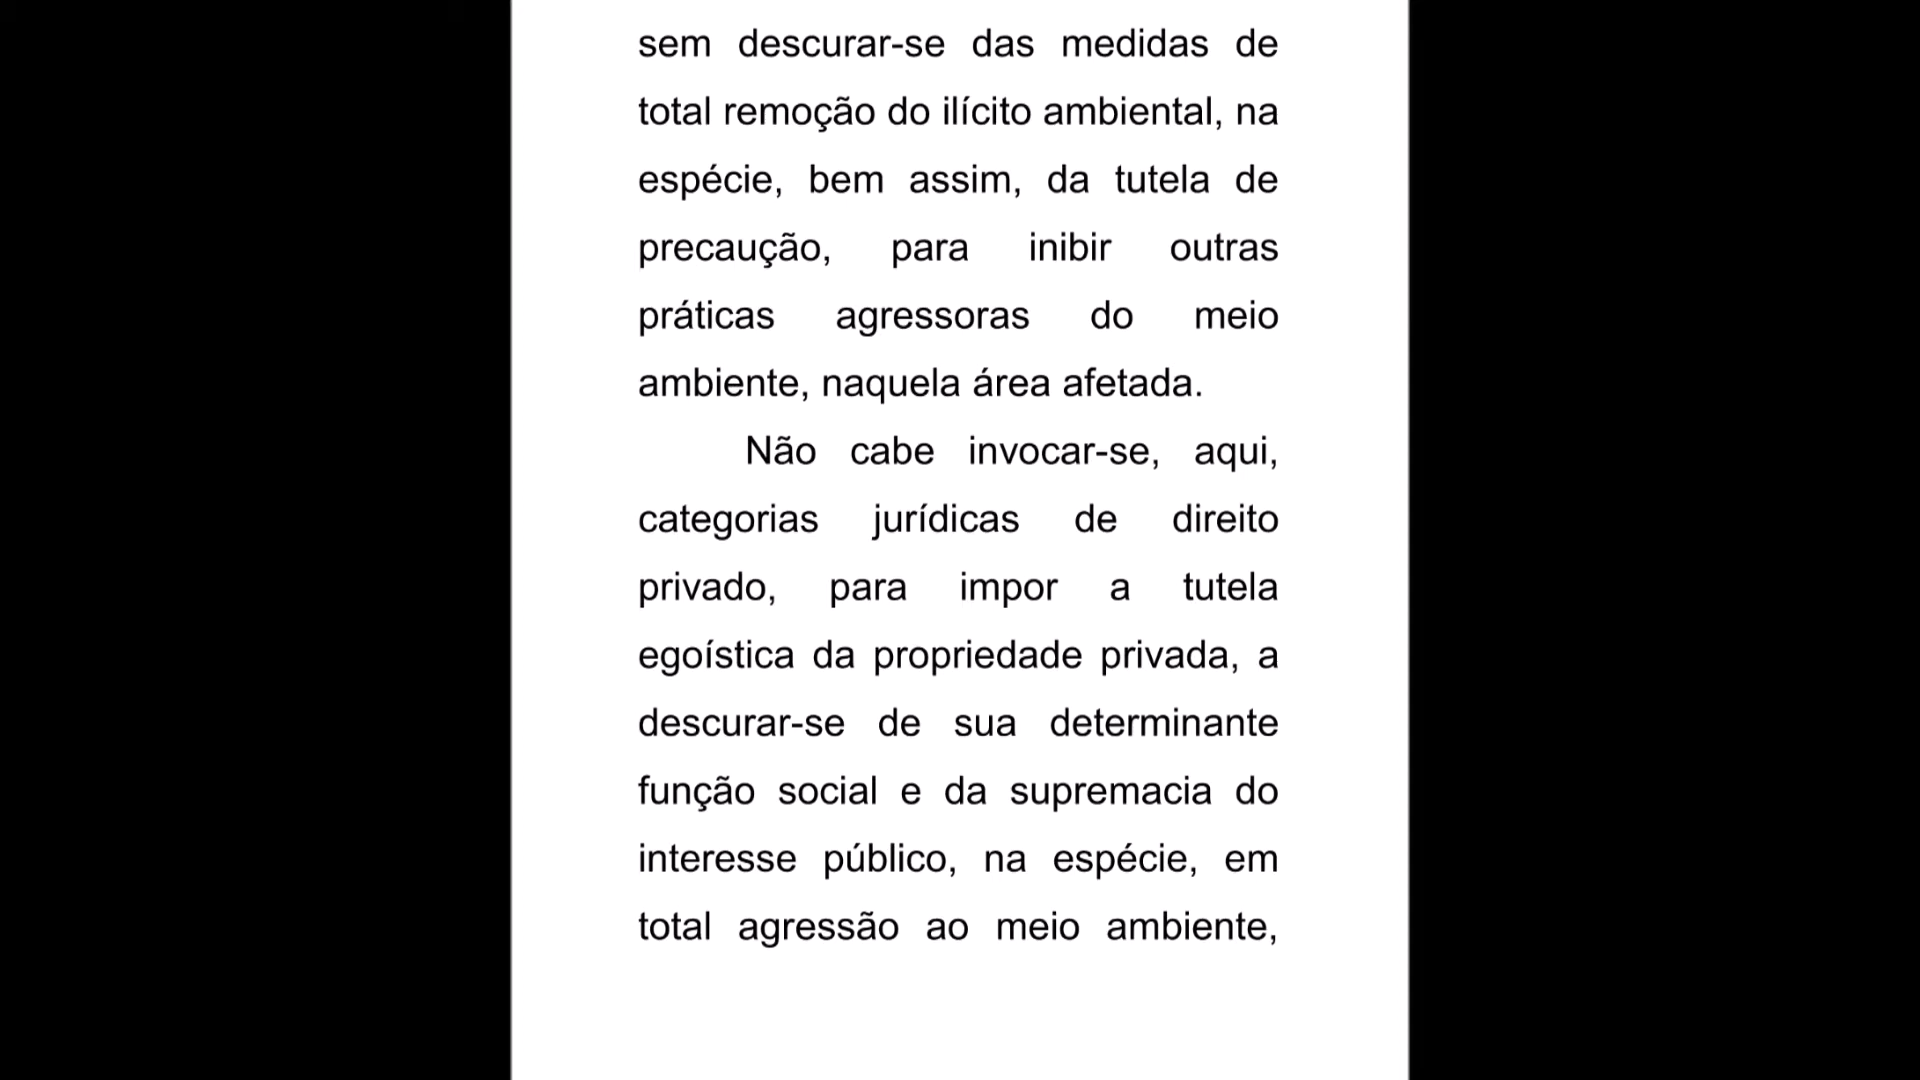 sem descurar-se das medidas de
total remoção do ilícito ambiental, na
espécie, bem assim, da tutela de
precaução, para inibir outras
práticas agressoras do meio
ambiente, naquela área afetada.
Não cabe invocar-se, aqui,
categorias jurídicas de direito
privado, para impor a tutela
egoística da propriedade privada, a
descurar-se de sua determinante
função social e da supremacia do
interesse público, na espécie, em
total agressão ao meio ambiente,